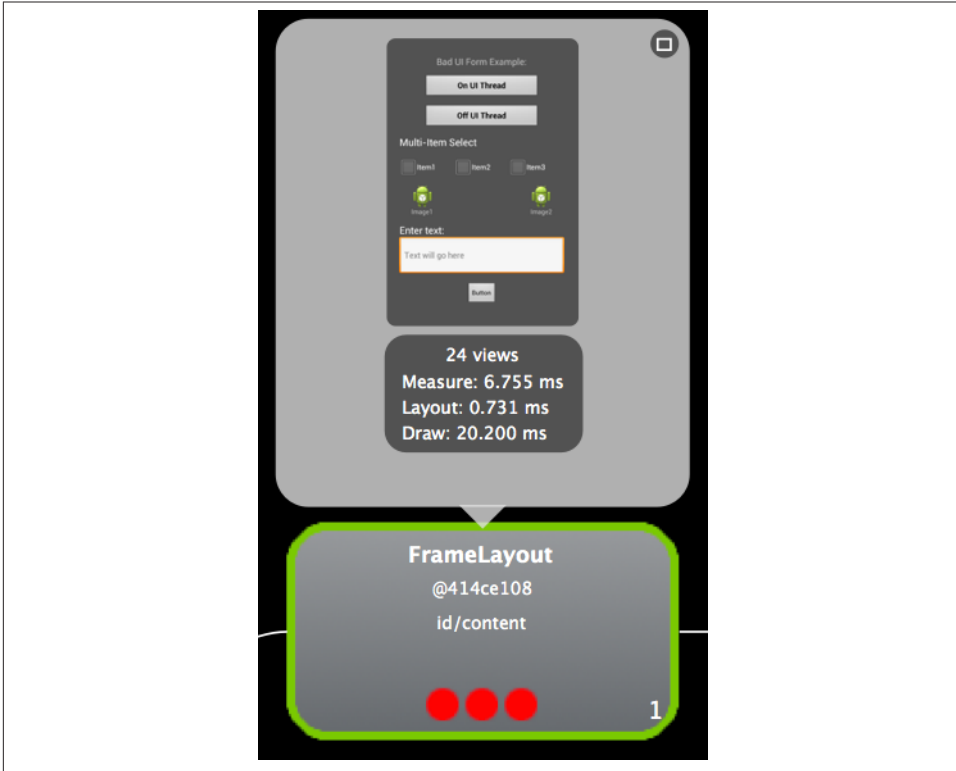 Bad UI Form Example:
On UI Thread
Off UI Thread
Multi-Item Select
Item1 Item2 Item3
Image1 Image2
Enter text:
Text will go here
Button
24 views
Measure: 6.755 ms
Layout: 0.731 ms
Draw: 20.200 ms
FrameLayout
@414ce108
id/content
1